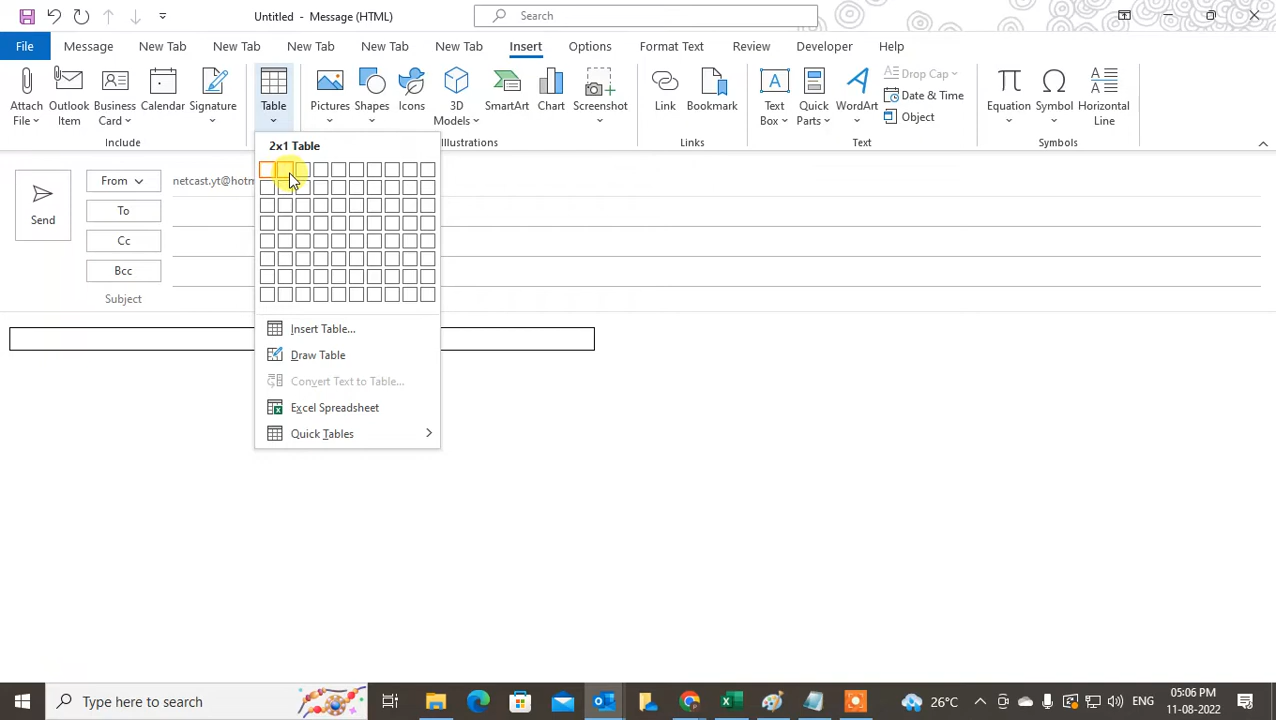 Untitled - Message (HTML)
Search
File Message New Tab New Tab New Tab New Tab New Tab Insert Options Format Text Review Developer Help
Attach File
Outlook Item
Business Card
Calendar
Signature
Table
Pictures
Shapes
Icons
3D Models
SmartArt
Chart
Screenshot
Link
Bookmark
Text Box
Quick Parts
WordArt
Drop Cap
Date & Time
Object
Equation
Symbol
Horizontal Line
Include
llustrations
Links
Text
Symbols
2x1 Table
Send
From
netcast.yt@hotm
To
Cc
Bcc
Subject
Insert Table...
Draw Table
Convert Text to Table...
Excel Spreadsheet
Quick Tables
Type here to search
26°C
ENG
05:06 PM
11-08-2022